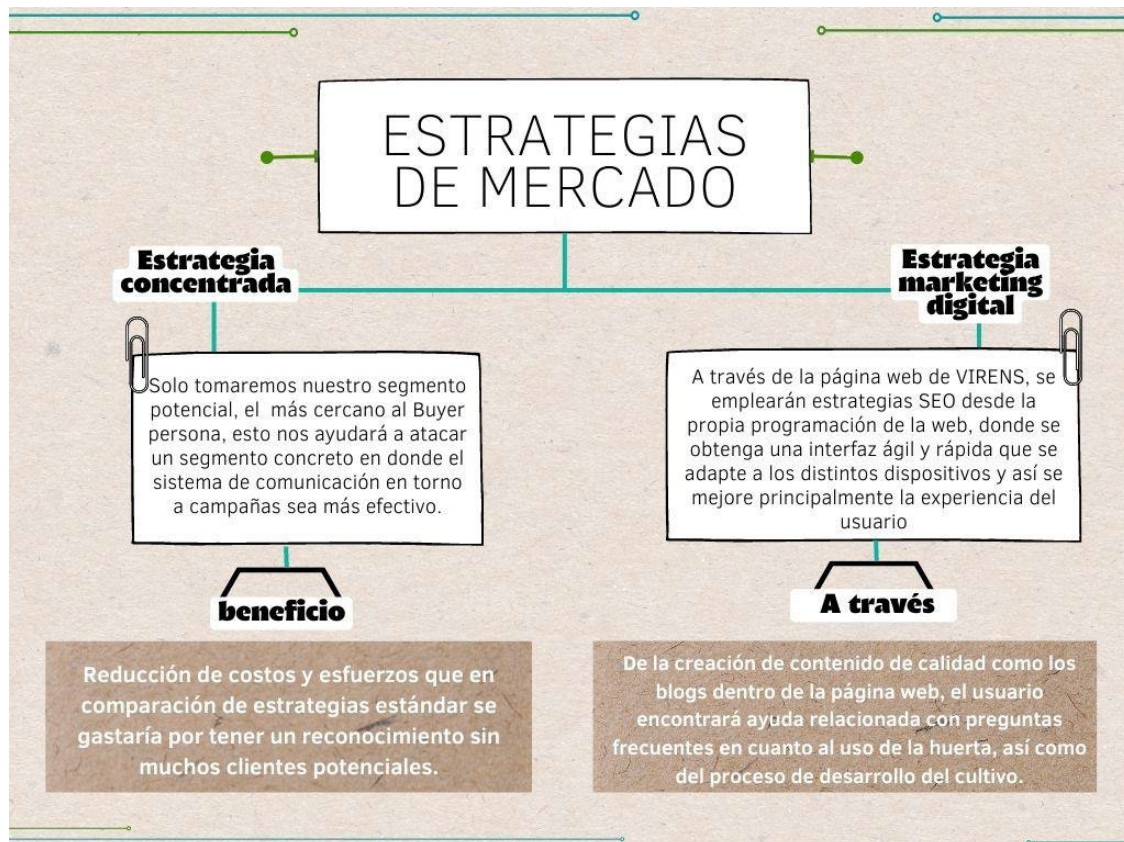 ESTRATEGIAS
DE MERCADO
Estrategia
concentrada
Solo tomaremos nuestro segmento
potencial, el más cercano al Buyer
persona, esto nos ayudará a atacar
un segmento concreto en donde el
sistema de comunicación en torno
a campañas sea más efectivo.
beneficio
Reducción de costos y esfuerzos que en
comparación de estrategias estándar se
gastaría por tener un reconocimiento sin
muchos clientes potenciales.
Estrategia
marketing
digital
A través de la página web de VIRENS, se
emplearán estrategias SEO desde la
propia programación de la web, donde se
obtenga una interfaz ágil y rápida que se
adapte a los distintos dispositivos y así se
mejore principalmente la experiencia del
usuario
A través
De la creación de contenido de calidad como los
blogs dentro de la página web, el usuario
encontrará ayuda relacionada con preguntas
frecuentes en cuanto al uso de la huerta, así como
del proceso de desarrollo del cultivo.